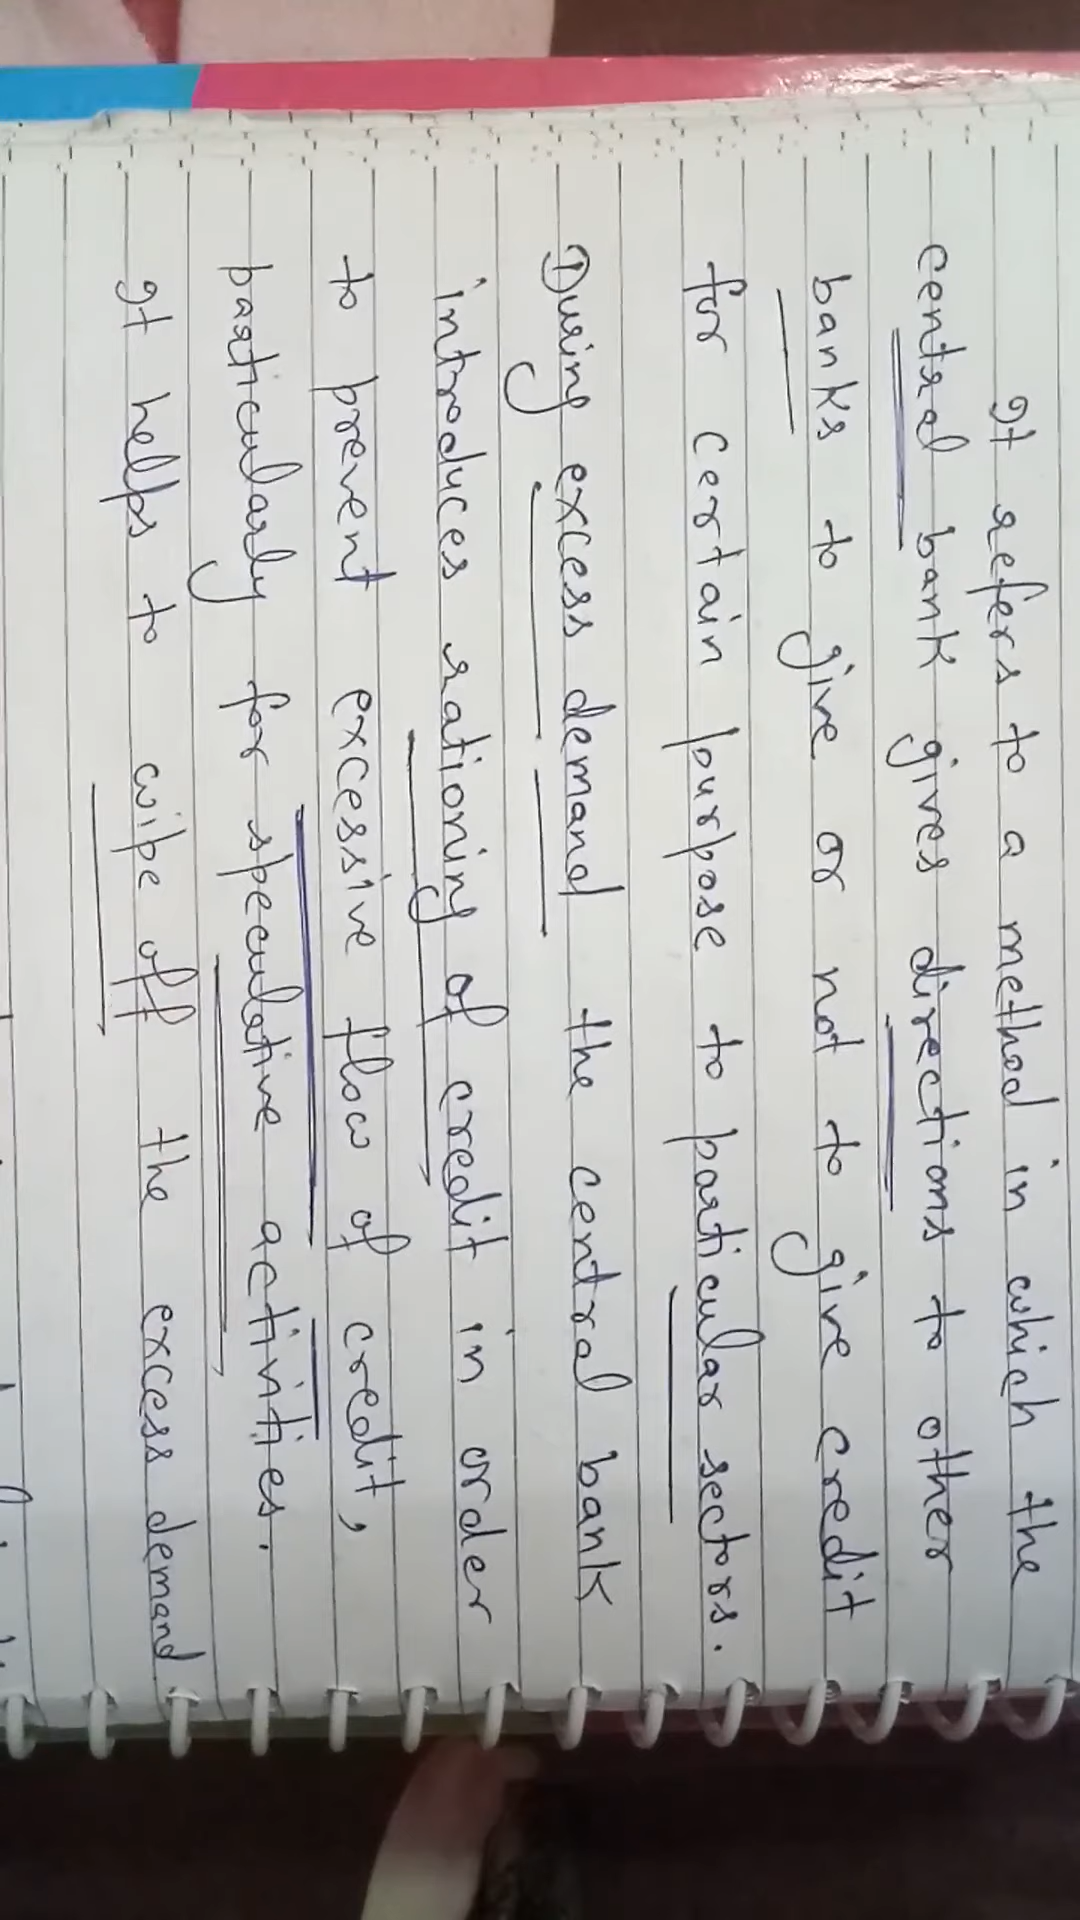 It refers to a method in which the
central bank gives directions to other
banks to give or not to give credit
for certain purpose to particular sectors.
During excess demand the central bank
introduces rationing of credit in order
to prevent excessive flow of credit,
particularly for speculative activities.
It helps to wipe off the excess demand.